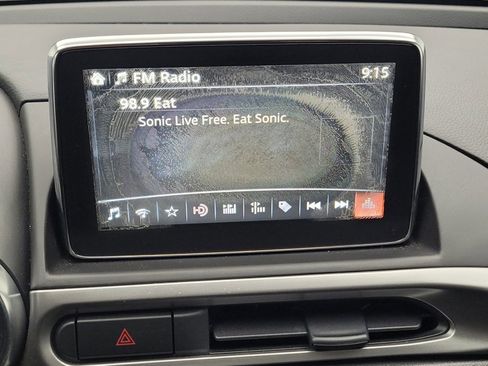 FM Radio 9:15
98.9 Eat
Sonic Live Free. Eat Sonic.